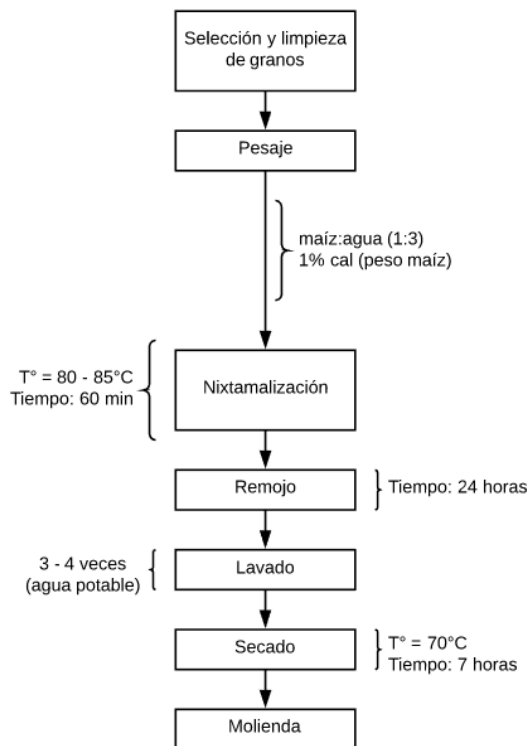 Selección y limpieza
de granos
Pesaje
maíz:agua (1:3)
1% cal (peso maíz)
T° = 80 - 85°C
Tiempo: 60 min
Nixtamalización
Remojo
Tiempo: 24 horas
3 - 4 veces
(agua potable)
Lavado
Secado
T° = 70°C
Tiempo: 7 horas
Molienda